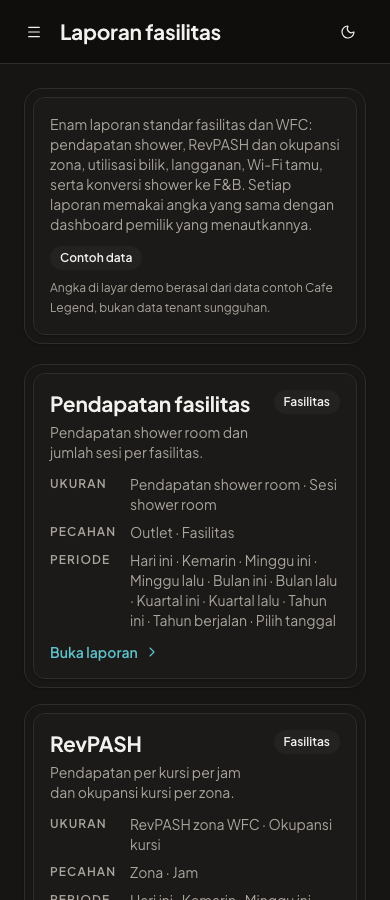 Laporan fasilitas
Enam laporan standar fasilitas dan WFC:
pendapatan shower, RevPASH dan okupansi
zona, utilisasi bilik, langganan, Wi-Fi tamu,
serta konversi shower ke F&B. Setiap
laporan memakai angka yang sama dengan
dashboard pemilik yang menautkannya.
Contoh data
Angka di layar demo berasal dari data contoh Cafe
Legend, bukan data tenant sungguhan.
Pendapatan fasilitas
Fasilitas
Pendapatan shower room dan
jumlah sesi per fasilitas.
UKURAN
Pendapatan shower room · Sesi
shower room
PECAHAN
Outlet · Fasilitas
PERIODE
Hari ini · Kemarin · Minggu ini ·
Minggu lalu · Bulan ini · Bulan lalu
· Kuartal ini · Kuartal lalu · Tahun
ini · Tahun berjalan · Pilih tanggal
Buka laporan
RevPASH
Fasilitas
Pendapatan per kursi per jam
dan okupansi kursi per zona.
UKURAN
RevPASH zona WFC · Okupansi
kursi
PECAHAN
Zona · Jam
PERIODE
Hari ini · Kemarin · Minggu ini ·